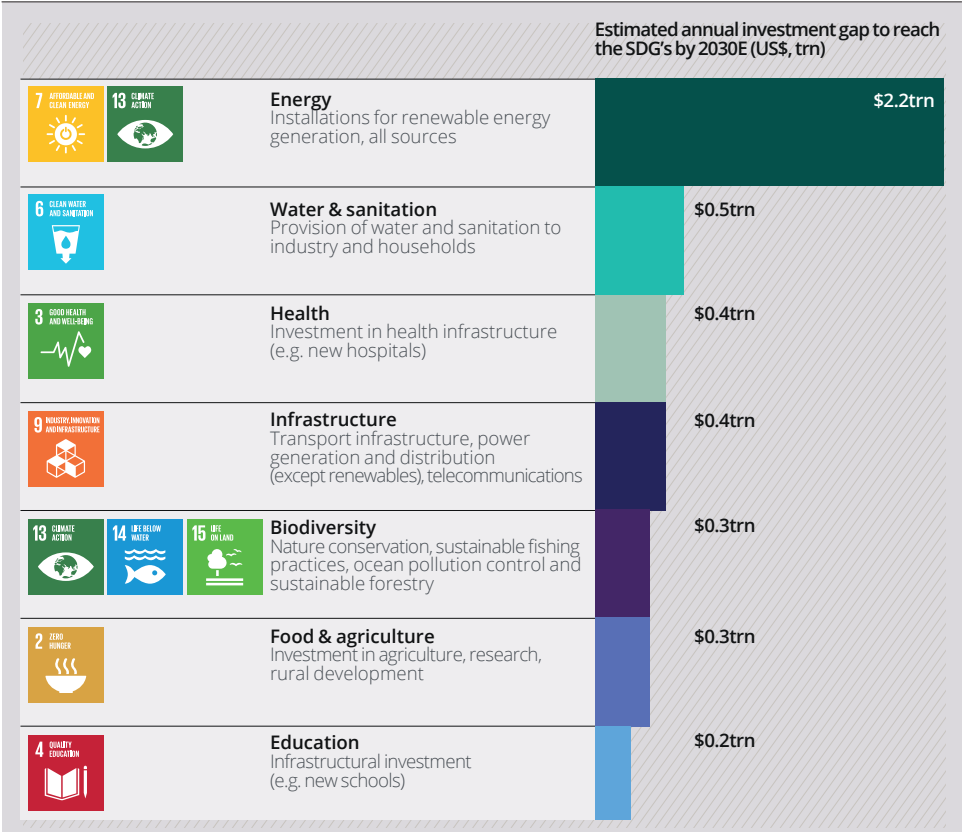 Estimated annual investment gap to reach
the SDG's by 2030E (US$, trn)
7 AFFORDABLE AND
CLEAN ENERGY
13 CLIMATE
ACTION
Energy
Installations for renewable energy
generation, all sources
$2.2trn
6 CLEAN WATER
AND SANITATION
Water & sanitation
Provision of water and sanitation to
industry and households
$0.5trn
3 GOOD HEALTH
AND WELL-BEING
Health
Investment in health infrastructure
(e.g. new hospitals)
$0.4trn
9 INDUSTRY, INNOVATION
AND INFRASTRUCTURE
Infrastructure
Transport infrastructure, power
generation and distribution
(except renewables), telecommunications
$0.4trn
13 CLIMATE
ACTION
14 LIFE BELOW
WATER
15 LIFE
ON LAND
Biodiversity
Nature conservation, sustainable fishing
practices, ocean pollution control and
sustainable forestry
$0.3trn
2 ZERO
HUNGER
Food & agriculture
Investment in agriculture, research,
rural development
$0.3trn
4 QUALITY
EDUCATION
Education
Infrastructural investment
(e.g. new schools)
$0.2trn